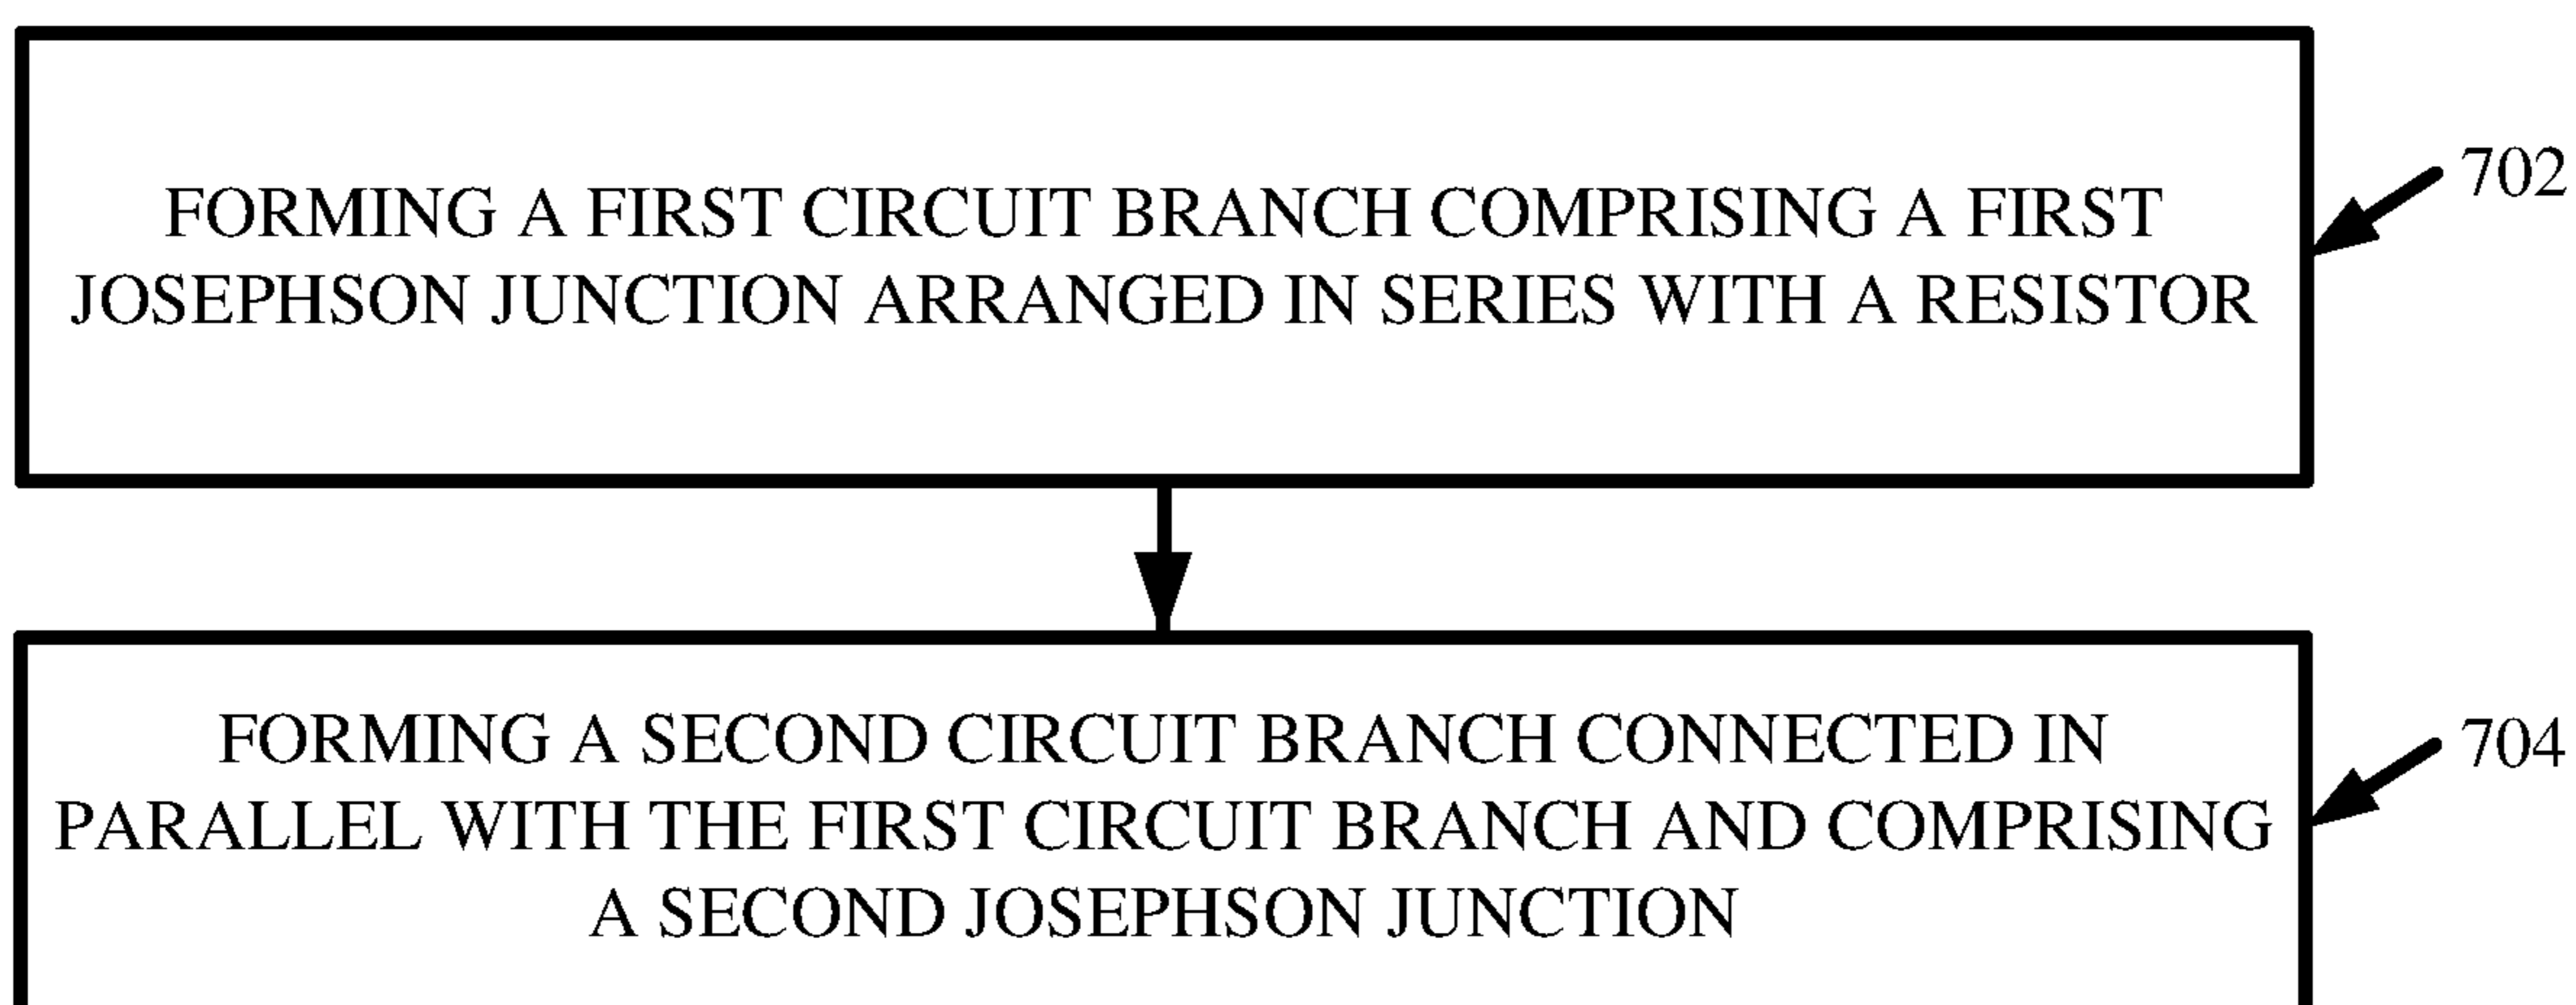 FORMING A FIRST CIRCUIT BRANCH COMPRISING A FIRST
JOSEPHSON JUNCTION ARRANGED IN SERIES WITH A RESISTOR
702
FORMING A SECOND CIRCUIT BRANCH CONNECTED IN
PARALLEL WITH THE FIRST CIRCUIT BRANCH AND COMPRISING
A SECOND JOSEPHSON JUNCTION
704